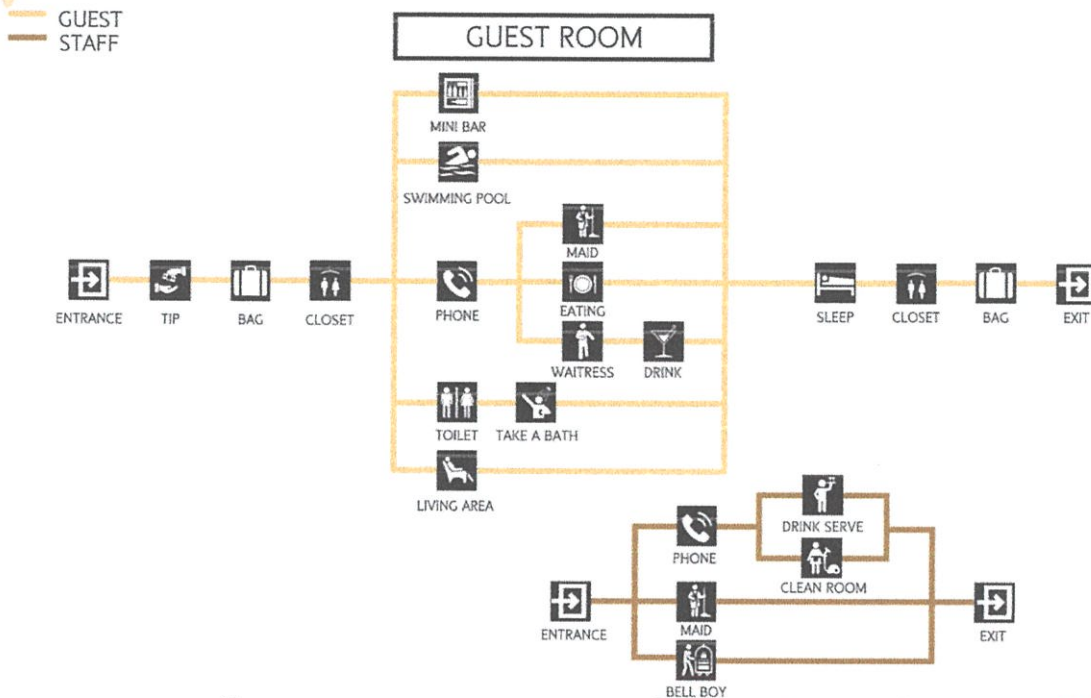 GUEST
STAFF
GUEST ROOM
MINI BAR
SWIMMING POOL
MAID
ENTRANCE TIP BAG CLOSET PHONE EATING SLEEP CLOSET BAG EXIT
WAITRESS DRINK
TOILET TAKE A BATH
LIVING AREA
DRINK SERVE
PHONE
CLEAN ROOM
ENTRANCE MAID EXIT
BELL BOY